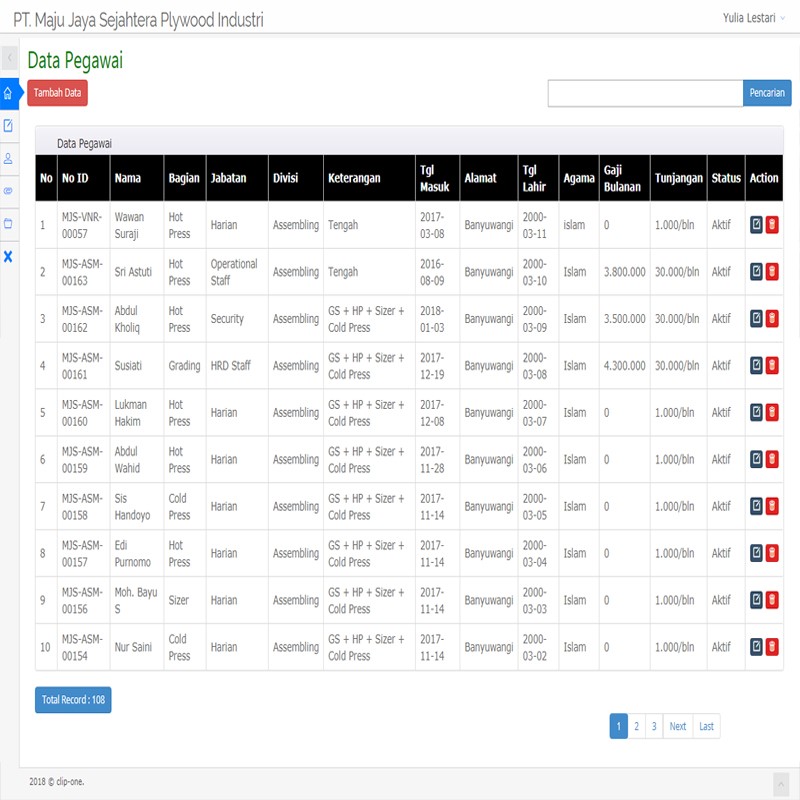 PT. Maju Jaya Sejahtera Plywood Industri
Yulia Lestari
Data Pegawai
Tambah Data
Pencarian
Data Pegawai
No No ID Nama Bagian Jabatan Divisi Keterangan Tgl Masuk Alamat Tgl Lahir Agama Gaji Bulanan Tunjangan Status Action
1 MJS-VNR-00057 Wawan Suraji Hot Press Harian Assembling Tengah 2017-03-08 Banyuwangi 2000-03-11 islam 0 1.000/bln Aktif
2 MJS-ASM-00163 Sri Astuti Hot Press Operational Staff Assembling Tengah 2016-08-09 Banyuwangi 2000-03-10 Islam 3.800.000 30.000/bln Aktif
3 MJS-ASM-00162 Abdul Kholiq Hot Press Security Assembling GS + HP + Sizer + Cold Press 2018-01-03 Banyuwangi 2000-03-09 Islam 3.500.000 30.000/bln Aktif
4 MJS-ASM-00161 Susiati Grading HRD Staff Assembling GS + HP + Sizer + Cold Press 2017-12-19 Banyuwangi 2000-03-08 Islam 4.300.000 30.000/bln Aktif
5 MJS-ASM-00160 Lukman Hakim Hot Press Harian Assembling GS + HP + Sizer + Cold Press 2017-12-08 Banyuwangi 2000-03-07 Islam 0 1.000/bln Aktif
6 MJS-ASM-00159 Abdul Wahid Hot Press Harian Assembling GS + HP + Sizer + Cold Press 2017-11-28 Banyuwangi 2000-03-06 Islam 0 1.000/bln Aktif
7 MJS-ASM-00158 Sis Handoyo Cold Press Harian Assembling GS + HP + Sizer + Cold Press 2017-11-14 Banyuwangi 2000-03-05 Islam 0 1.000/bln Aktif
8 MJS-ASM-00157 Edi Purnomo Hot Press Harian Assembling GS + HP + Sizer + Cold Press 2017-11-14 Banyuwangi 2000-03-04 Islam 0 1.000/bln Aktif
9 MJS-ASM-00156 Moh. Bayu S Sizer Harian Assembling GS + HP + Sizer + Cold Press 2017-11-14 Banyuwangi 2000-03-03 Islam 0 1.000/bln Aktif
10 MJS-ASM-00154 Nur Saini Cold Press Harian Assembling GS + HP + Sizer + Cold Press 2017-11-14 Banyuwangi 2000-03-02 Islam 0 1.000/bln Aktif
Total Record : 108
1 2 3 Next Last
2018 © clip-one.